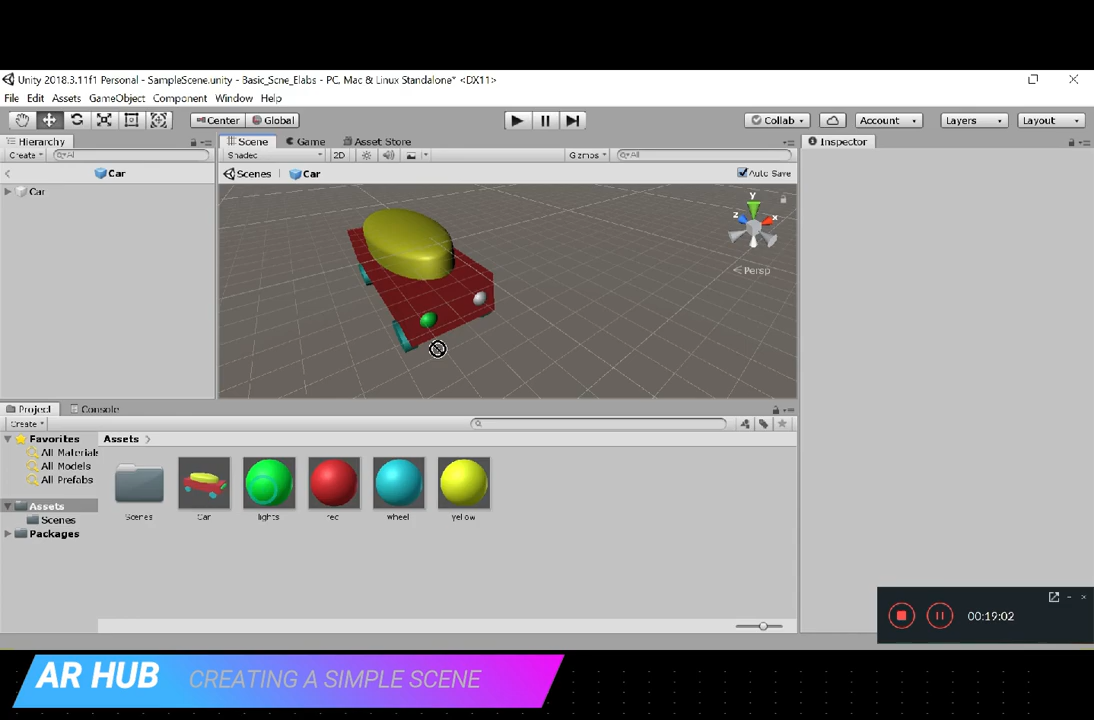 Unity 2018.3.11f1 Personal - SampleScene.unity - Basic_Scne_Elabs - PC, Mac & Linux Standalone* <DX11>
File Edit Assets GameObject Component Window Help
Center Global Collab Account Layers Layout
Hierarchy Scene Game Asset Store Inspector
Create All Shaded 2D Gizmos All
Car Scenes Car Auto Save
Car
y
z x
Persp
Project Console
Create
Favorites Assets
All Materials
All Models
All Prefabs
Assets
Scenes
Packages
Scenes Car lights red wheel yellow
00:19:02
AR HUB CREATING A SIMPLE SCENE